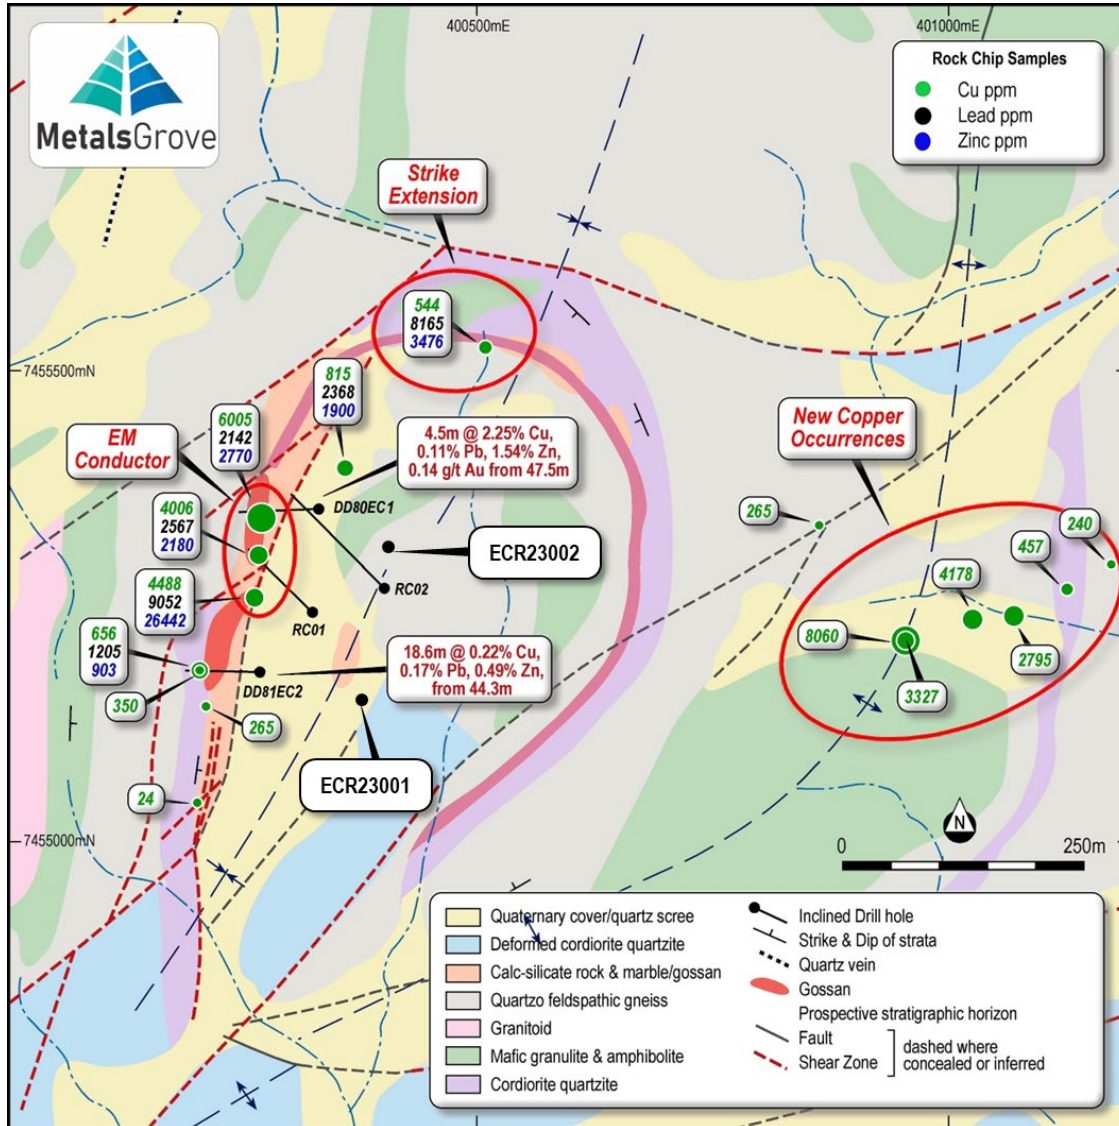 400500mE
401000mE
MetalsGrove
Rock Chip Samples
Cu ppm
Lead ppm
Zinc ppm
Strike
Extension
544
8165
3476
7455500mN
815
2368
1900
6005
2142
2770
EM
Conductor
4.5m @ 2.25% Cu,
0.11% Pb, 1.54% Zn,
0.14 g/t Au from 47.5m
New Copper
Occurrences
DD80EC1
4006
2567
2180
265
240
457
ECR23002
4488
9052
26442
RC02
4178
RC01
656
1205
903
8060
18.6m @ 0.22% Cu,
0.17% Pb, 0.49% Zn,
from 44.3m
2795
DD81EC2
350
3327
265
ECR23001
24
7455000mN
N
0
250m
Quaternary cover/quartz scree
Deformed cordiorite quartzite
Calc-silicate rock & marble/gossan
Quartzo feldspathic gneiss
Granitoid
Mafic granulite & amphibolite
Cordiorite quartzite
Inclined Drill hole
Strike & Dip of strata
Quartz vein
Gossan
Prospective stratigraphic horizon
Fault
Shear Zone
dashed where
concealed or inferred